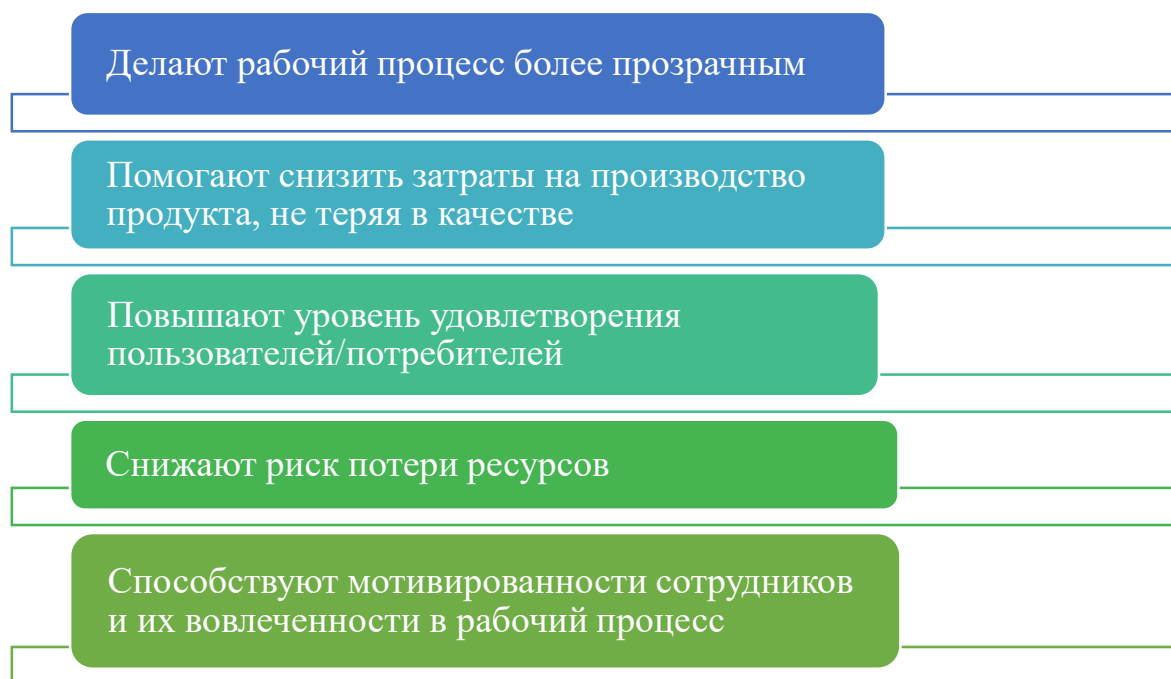 Делают рабочий процесс более прозрачным
Помогают снизить затраты на производство
продукта, не теряя в качестве
Повышают уровень удовлетворения
пользователей/потребителей
Снижают риск потери ресурсов
Способствуют мотивированности сотрудников
и их вовлеченности в рабочий процесс